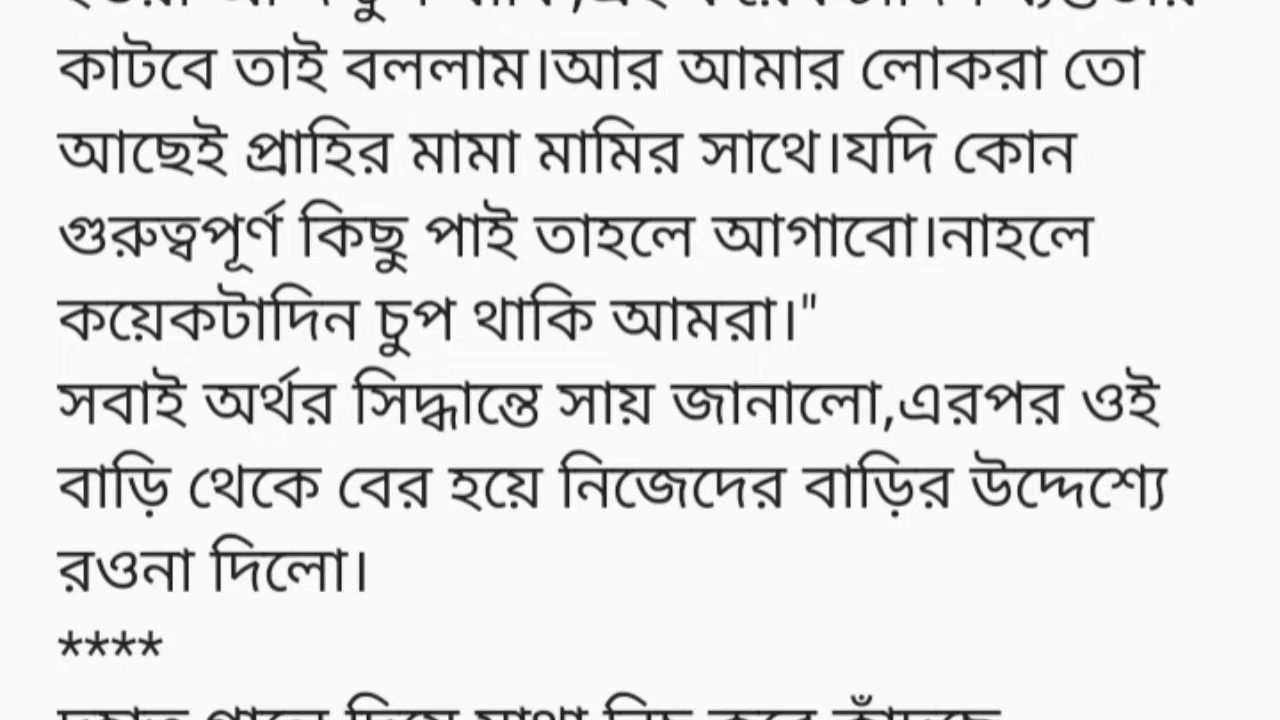 কাটবে তাই বললাম।আর আমার লোকরা তো
আছেই প্রাহির মামা মামির সাথে।যদি কোন
গুরুত্বপূর্ণ কিছু পাই তাহলে আগাবো।নাহলে
কয়েকটাদিন চুপ থাকি আমরা।"
সবাই অর্থর সিদ্ধান্তে সায় জানালো,এরপর ওই
বাড়ি থেকে বের হয়ে নিজেদের বাড়ির উদ্দেশ্যে
রওনা দিলো।
****